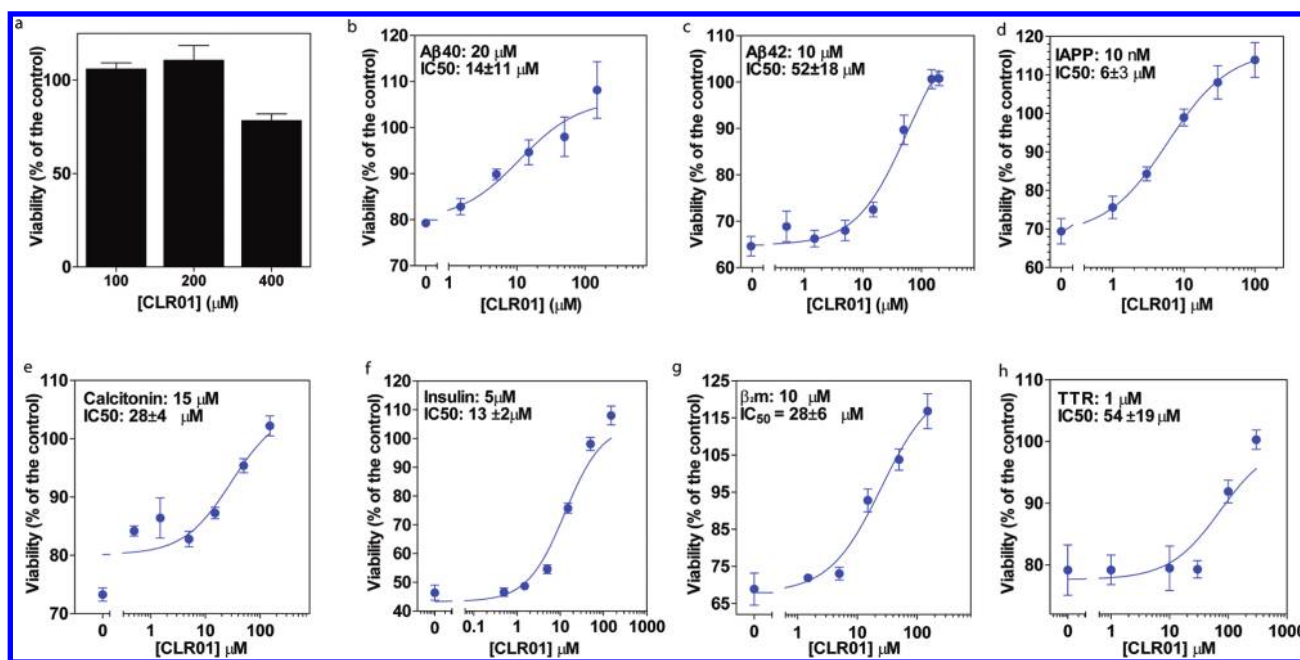 a
Viability (% of the control)
100
50
0
100 200 400
[CLR01] (μM)
b
Aβ40: 20 μM
IC50: 14±11 μM
Viability (% of the control)
120
110
100
90
80
70
0 1 10 100
[CLR01] (μM)
c
Aβ42: 10 μM
IC50: 52±18 μM
Viability (% of the control)
110
100
90
80
70
60
0 1 10 100
[CLR01] (μM)
d
IAPP: 10 nM
IC50: 6±3 μM
Viability (% of the control)
120
110
100
90
80
70
60
0 1 10 100
[CLR01] μM
e
Calcitonin: 15 μM
IC50: 28±4 μM
Viability (% of the control)
110
100
90
80
70
0 1 10 100
[CLR01] μM
f
Insulin: 5μM
IC50: 13 ±2μM
Viability (% of the control)
120
110
100
90
80
70
60
50
40
0 0.1 1 10 100 1000
[CLR01] μM
g
β₂m: 10 μM
IC₅₀ = 28±6 μM
Viability (% of the control)
125
115
105
95
85
75
65
0 1 10 100
[CLR01] μM
h
TTR: 1 μM
IC50: 54 ±19 μM
Viability (% of the control)
110
100
90
80
0 1 10 100 1000
[CLR01] μM